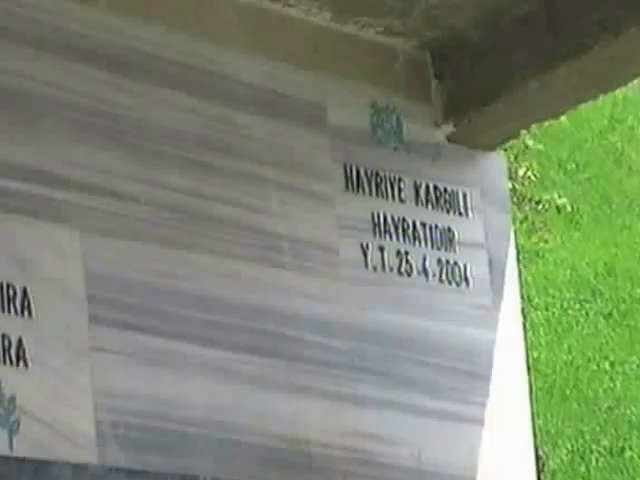 HAYRİYE KARBİLİ
HAYRATIDIR
Y.T. 25.4.2004
IRA
RA